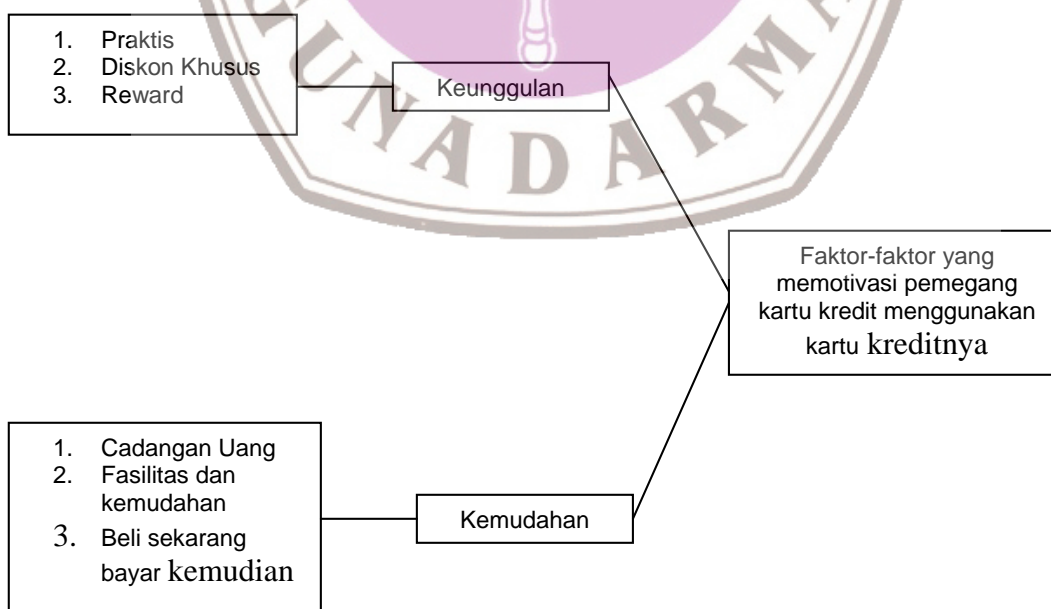 GUNADARMA
1. Praktis
2. Diskon Khusus
3. Reward
Keunggulan
Faktor-faktor yang
memotivasi pemegang
kartu kredit menggunakan
kartu kreditnya
1. Cadangan Uang
2. Fasilitas dan
kemudahan
3. Beli sekarang
bayar kemudian
Kemudahan